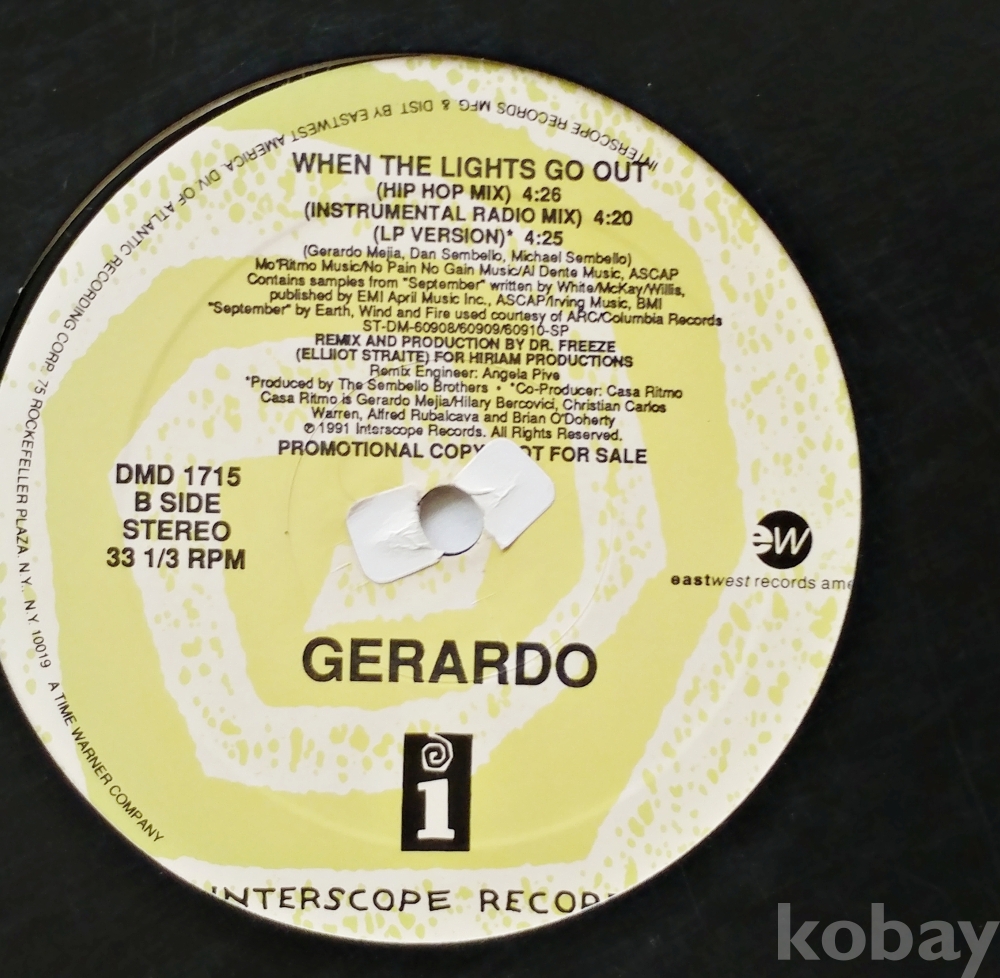 INTERSCOPE RECORDS MFG & DIST BY EASTWEST AMERICA, DIV. OF ATLANTIC RECORDING CORP 75 ROCKEFELLER PLAZA, N.Y., N.Y. 10019 A TIME WARNER COMPANY
WHEN THE LIGHTS GO OUT"
(HIP HOP MIX) 4:26
(INSTRUMENTAL RADIO MIX) 4:20
(LP VERSION)* 4:25
(Gerardo Mejia, Dan Sembello, Michael Sembello)
Mo'Ritmo Music/No Pain No Gain Music/Al Dente Music, ASCAP
Contains samples from "September" written by White/McKay/Willis,
published by EMI April Music Inc., ASCAP/Irving Music, BMI
"September" by Earth, Wind and Fire used courtesy of ARC/Columbia Records
ST-DM-60908/60909/60910-SP
REMIX AND PRODUCTION BY DR. FREEZE
(ELLIIOT STRAITE) FOR HIRIAM PRODUCTIONS
Remix Engineer: Angela Piva
*Produced by The Sembello Brothers • *Co-Producer: Casa Ritmo
Casa Ritmo is Gerardo Mejia/Hilary Bercovici, Christian Carlos
Warren, Alfred Rubalcava and Brian O'Doherty
℗ 1991 Interscope Records. All Rights Reserved.
PROMOTIONAL COPY OT FOR SALE
DMD 1715
B SIDE
STEREO
33 1/3 RPM
ew
eastwest records ame
GERARDO
i
INTERSCOPE RECOR
kobay